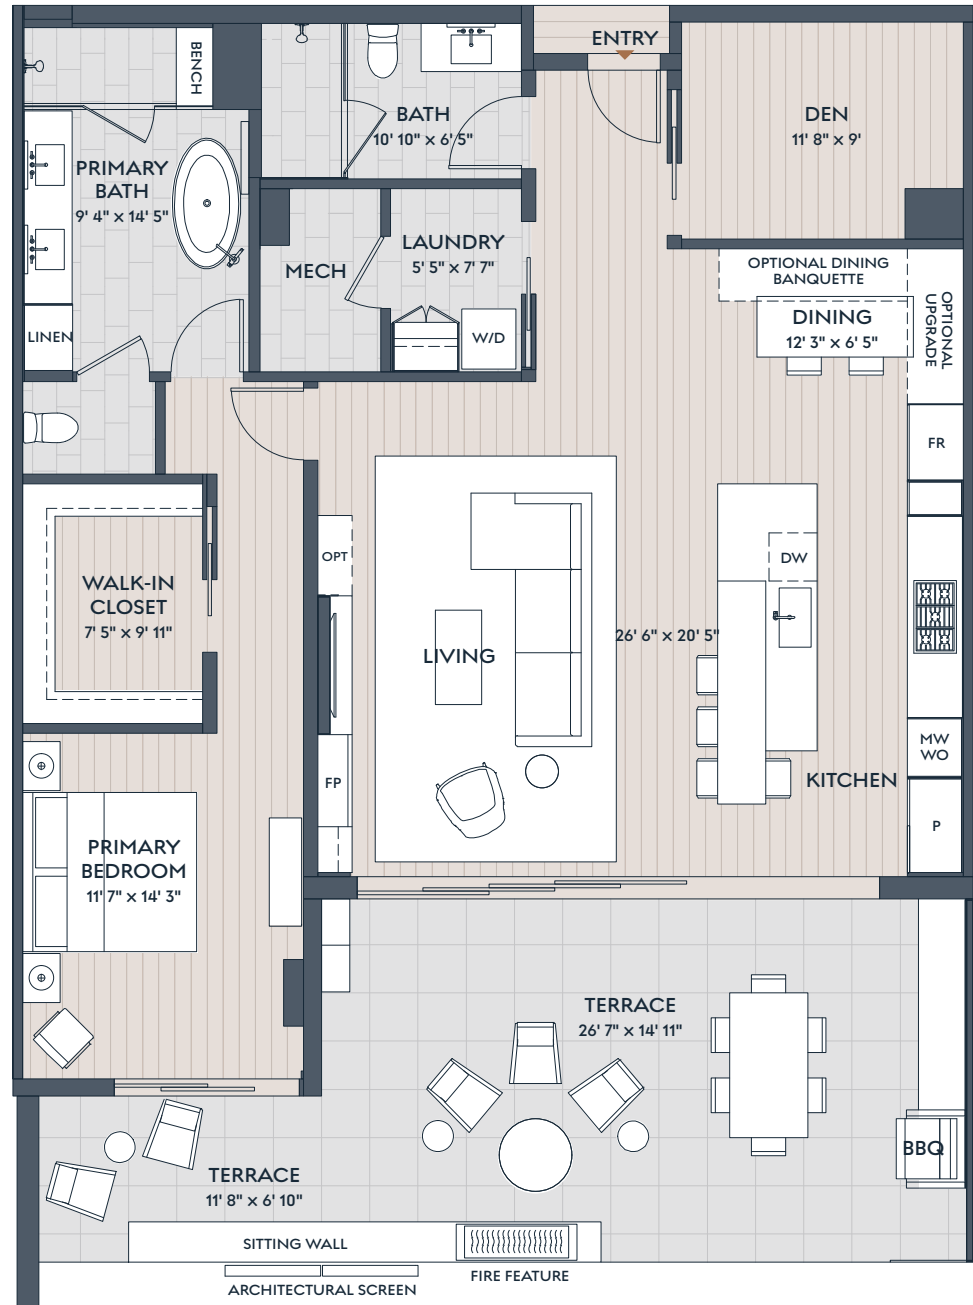 ENTRY
BENCH
BATH
10' 10" x 6' 5"
DEN
11' 8" x 9'
PRIMARY
BATH
9' 4" x 14' 5"
MECH
LAUNDRY
5' 5" x 7' 7"
W/D
LINEN
OPTIONAL DINING
BANQUETTE
DINING
12' 3" x 6' 5"
OPTIONAL
UPGRADE
FR
OPT
DW
WALK-IN
CLOSET
7' 5" x 9' 11"
LIVING
26' 6" x 20' 5"
MW
WO
KITCHEN
FP
P
PRIMARY
BEDROOM
11' 7" x 14' 3"
TERRACE
26' 7" x 14' 11"
BBQ
TERRACE
11' 8" x 6' 10"
SITTING WALL
FIRE FEATURE
ARCHITECTURAL SCREEN